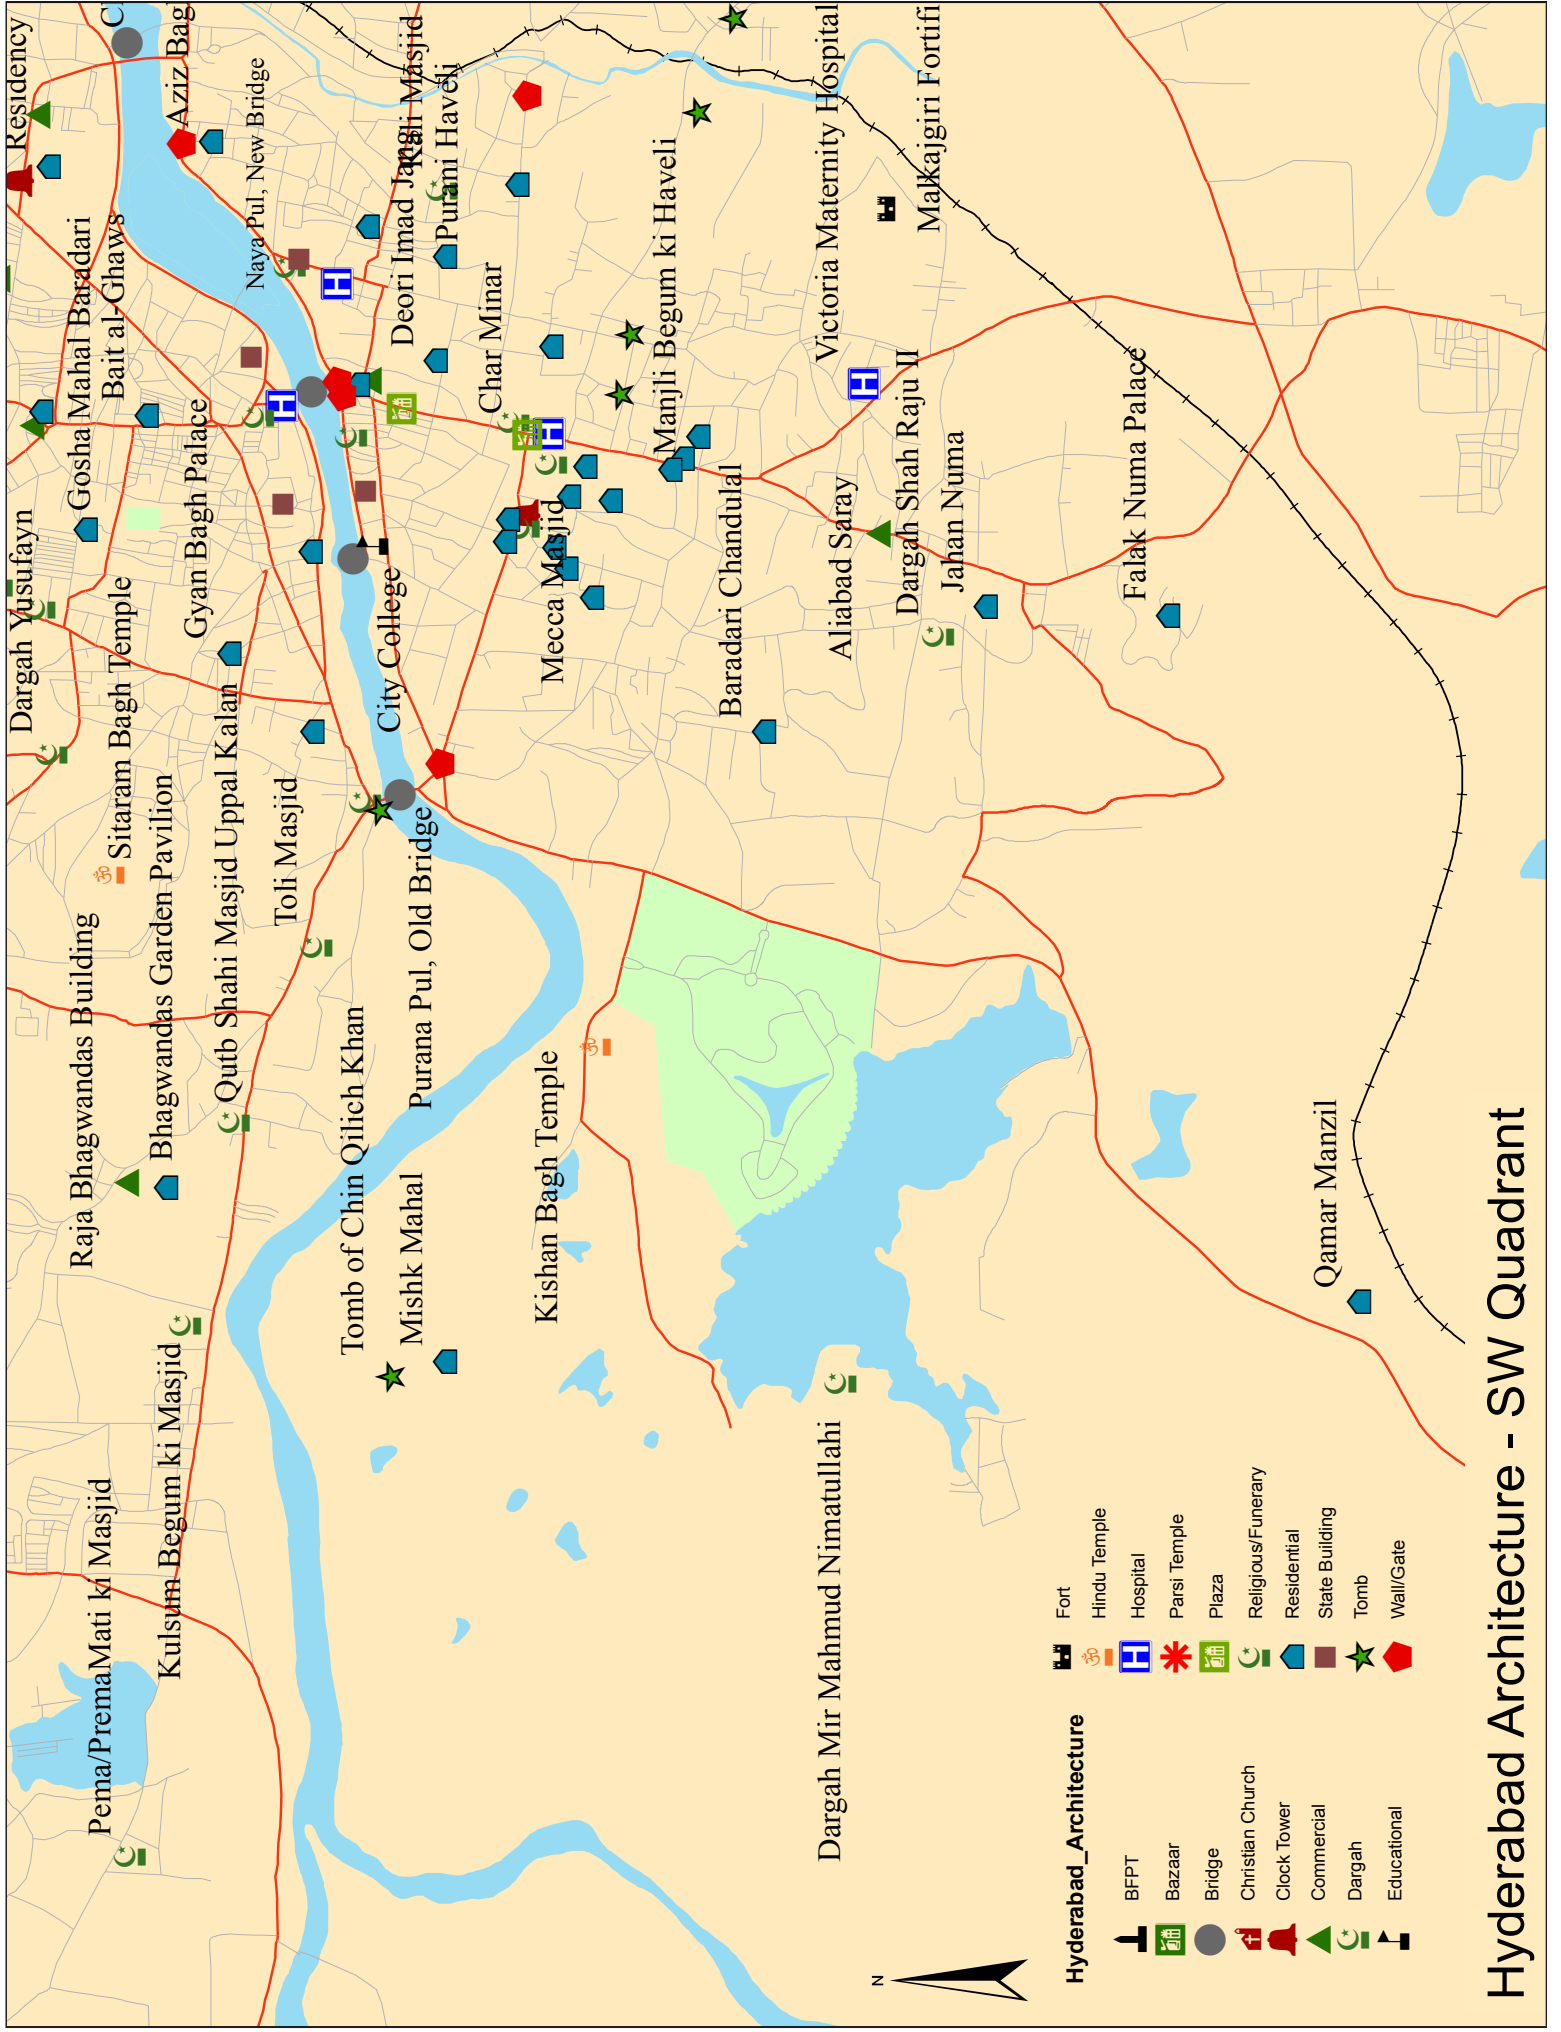 Dargah Yusufayn
Residency
Raja Bhagwandas Building
Gosha Mahal Baradari
Pema/PremaMati ki Masjid
Sitaram Bagh Temple
Bait al-Ghaws
Bhagwandas Garden Pavilion
Kulsum Begum ki Masjid
Aziz Bag
Gyan Bagh Palace
Qutb Shahi Masjid Uppal Kalan
Naya Pul, New Bridge
Toli Masjid
Tomb of Chin Qilich Khan
City College
Deori Imad Jang
Kali Masjid
Mishk Mahal
Purana Pul, Old Bridge
Purani Haveli
Char Minar
Kishan Bagh Temple
Mecca Masjid
Manjli Begum ki Haveli
Baradari Chandulal
Dargah Mir Mahmud Nimatullahi
Victoria Maternity Hospital
Aliabad Saray
Dargah Shah Raju II
Malkajgiri Fortifi
Jahan Numa
Falak Numa Palace
Qamar Manzil
N
Hyderabad_Architecture
BFPT
Bazaar
Bridge
Christian Church
Clock Tower
Commercial
Dargah
Educational
Fort
Hindu Temple
Hospital
Parsi Temple
Plaza
Religious/Funerary
Residential
State Building
Tomb
Wall/Gate
Hyderabad Architecture - SW Quadrant